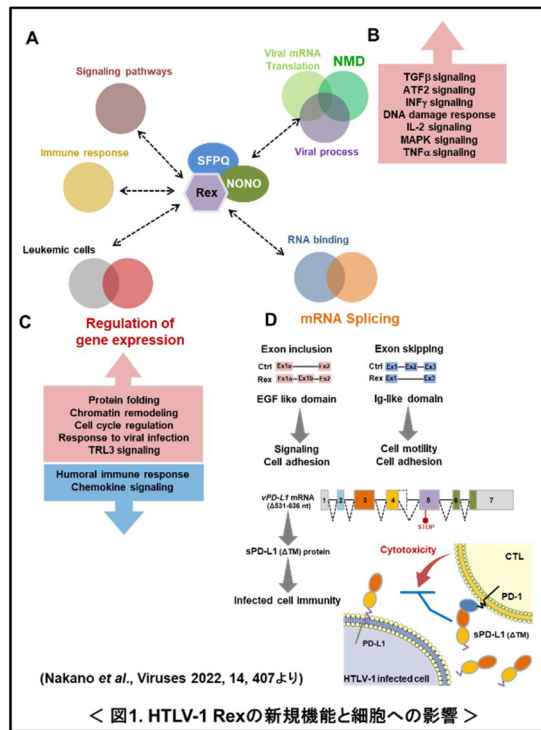 A
Signaling pathways
Immune response
Leukemic cells
SFPQ
NONO
Rex
Viral mRNA
Translation
NMD
Viral process
RNA binding
B
TGFβ signaling
ATF2 signaling
INFγ signaling
DNA damage response
IL-2 signaling
MAPK signaling
TNFα signaling
C
Regulation of
gene expression
Protein folding
Chromatin remodeling
Cell cycle regulation
Response to viral infection
TRL3 signaling
Humoral immune response
Chemokine signaling
D
mRNA Splicing
Exon inclusion
Ctrl Ex1a Ex2
Rex Ex1a Ex1b Ex2
EGF like domain
Signaling
Cell adhesion
Exon skipping
Ctrl Ex1 Ex2 Ex3
Rex Ex1 Ex3
Ig-like domain
Cell motility
Cell adhesion
vPD-L1 mRNA
(Δ531-636 nt)
1 2 3 4 5 6 7
STOP
sPD-L1 (ΔTM) protein
Infected cell immunity
Cytotoxicity
CTL
PD-1
sPD-L1 (ΔTM)
PD-L1
HTLV-1 infected cell
(Nakano et al., Viruses 2022, 14, 407より)
＜ 図1. HTLV-1 Rexの新規機能と細胞への影響 ＞